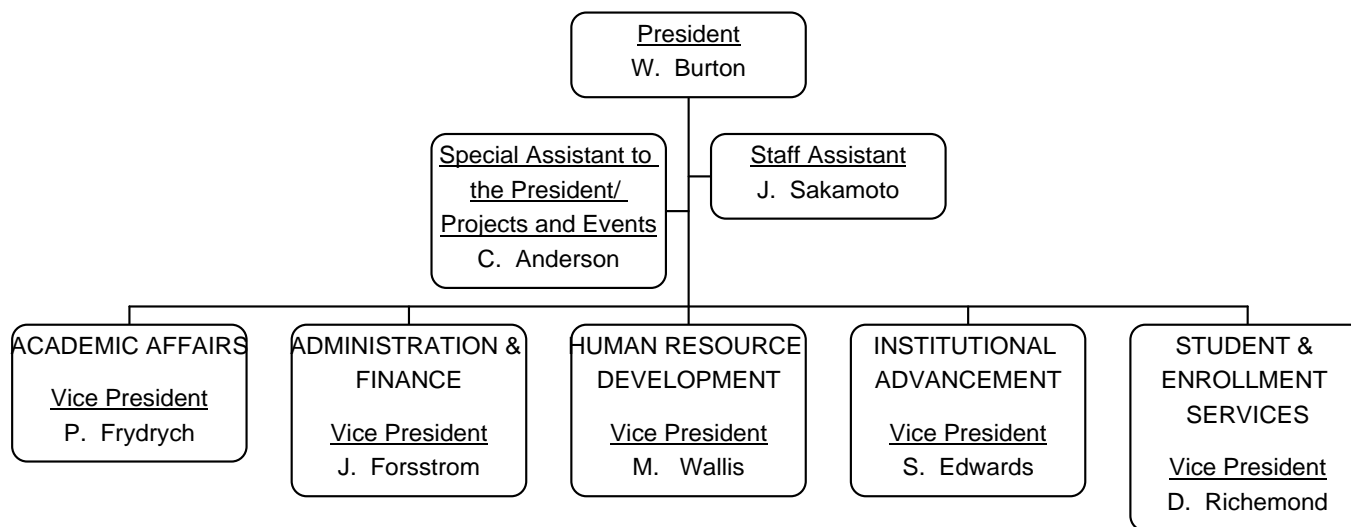 President
W. Burton
Special Assistant to
the President/
Projects and Events
C. Anderson
Staff Assistant
J. Sakamoto
ACADEMIC AFFAIRS
Vice President
P. Frydrych
ADMINISTRATION &
FINANCE
Vice President
J. Forsstrom
HUMAN RESOURCE
DEVELOPMENT
Vice President
M. Wallis
INSTITUTIONAL
ADVANCEMENT
Vice President
S. Edwards
STUDENT &
ENROLLMENT
SERVICES
Vice President
D. Richemond